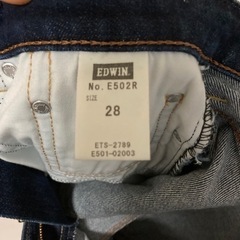 EDWIN.
No. E502R
SIZE
28
ETS-2789
E501-02003